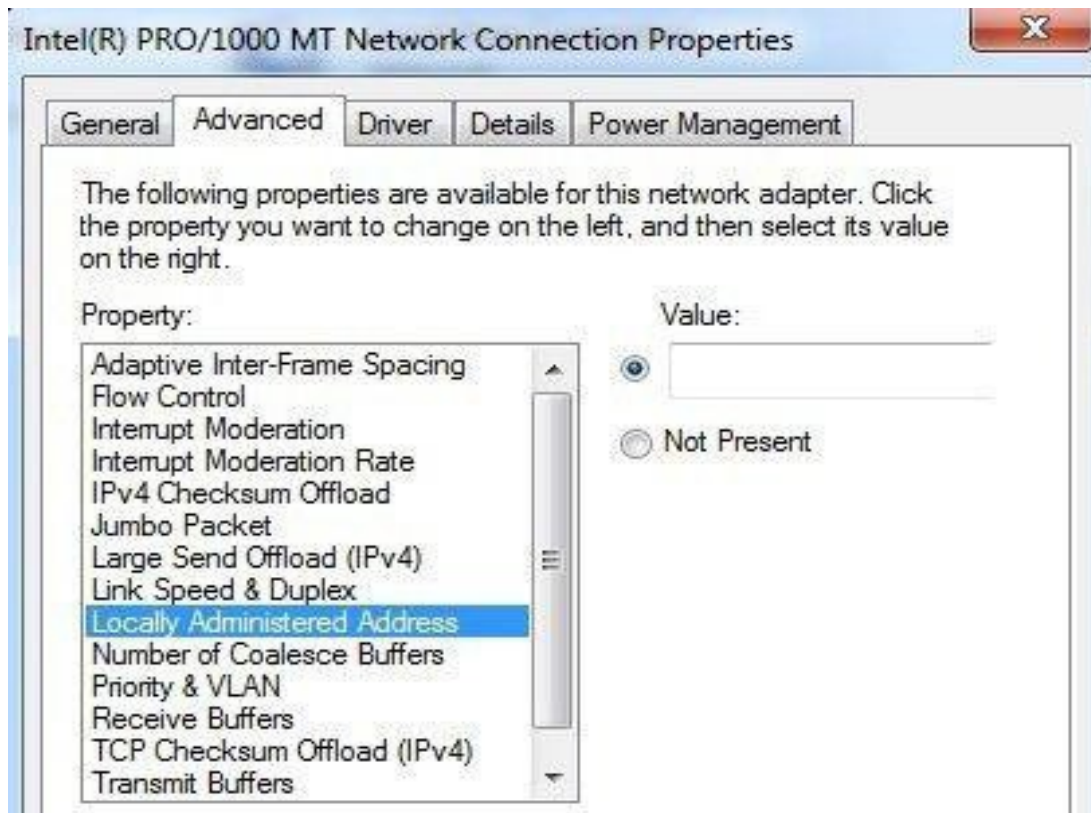 Intel(R) PRO/1000 MT Network Connection Properties
General Advanced Driver Details Power Management
The following properties are available for this network adapter. Click
the property you want to change on the left, and then select its value
on the right.
Property:
Value:
Adaptive Inter-Frame Spacing
Flow Control
Interrupt Moderation
Interrupt Moderation Rate
IPv4 Checksum Offload
Jumbo Packet
Large Send Offload (IPv4)
Link Speed & Duplex
Locally Administered Address
Number of Coalesce Buffers
Priority & VLAN
Receive Buffers
TCP Checksum Offload (IPv4)
Transmit Buffers
Not Present